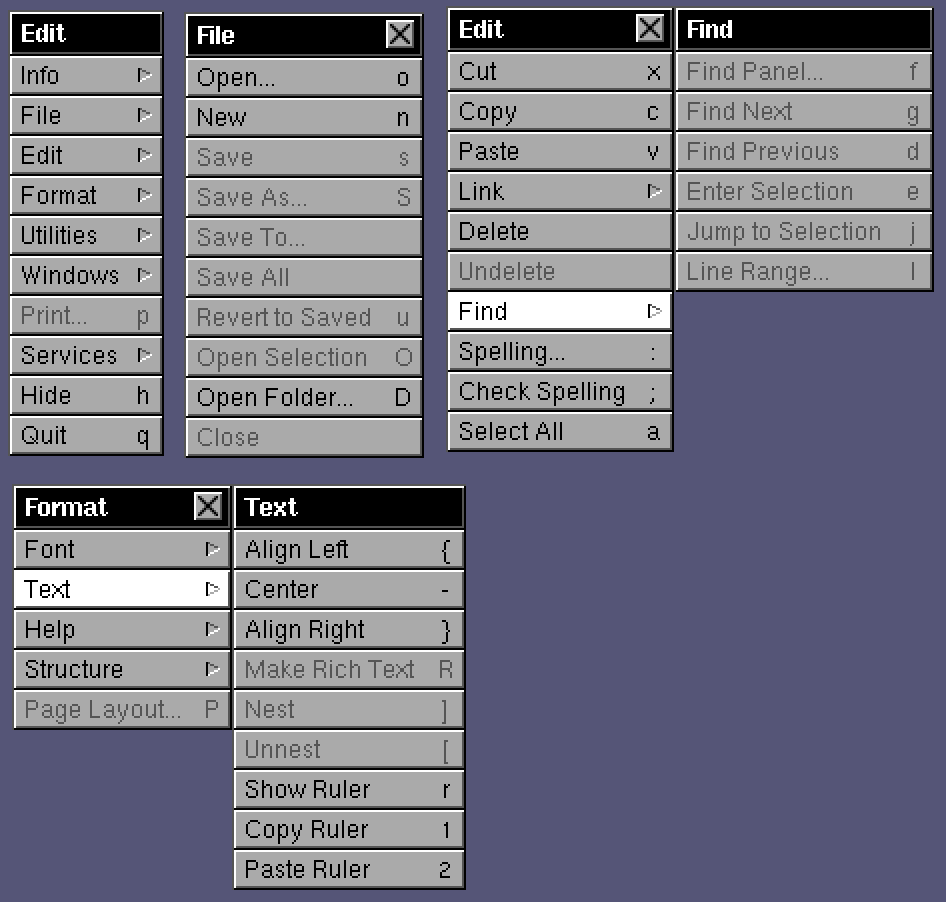 Edit
Info
File
Edit
Format
Utilities
Windows
Print... p
Services
Hide h
Quit q
File
Open... o
New n
Save s
Save As... S
Save To...
Save All
Revert to Saved u
Open Selection O
Open Folder... D
Close
Edit
Cut x
Copy c
Paste v
Link
Delete
Undelete
Find
Spelling... :
Check Spelling ;
Select All a
Find
Find Panel... f
Find Next g
Find Previous d
Enter Selection e
Jump to Selection j
Line Range... l
Format
Font
Text
Help
Structure
Page Layout... P
Text
Align Left {
Center -
Align Right }
Make Rich Text R
Nest ]
Unnest [
Show Ruler r
Copy Ruler 1
Paste Ruler 2